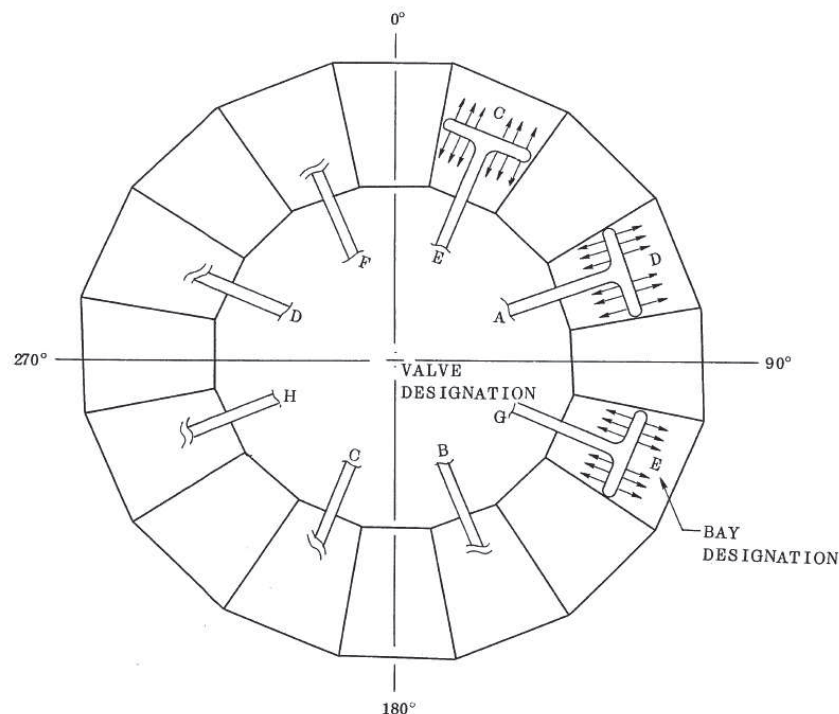 0°
C
E
F
D
A
D
270°
90°
VALVE
DESIGNATION
H
G
C
B
E
BAY
DESIGNATION
180°